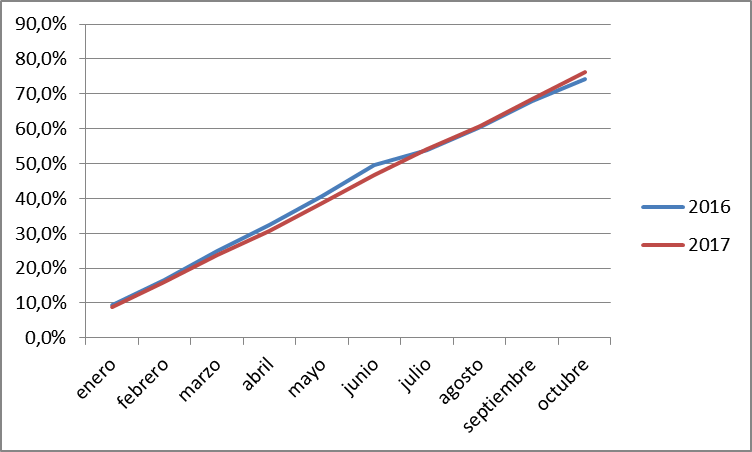 90,0%
80,0%
70,0%
60,0%
50,0%
40,0%
30,0%
20,0%
10,0%
0,0%
enero
febrero
marzo
abril
mayo
junio
julio
agosto
septiembre
octubre
2016
2017